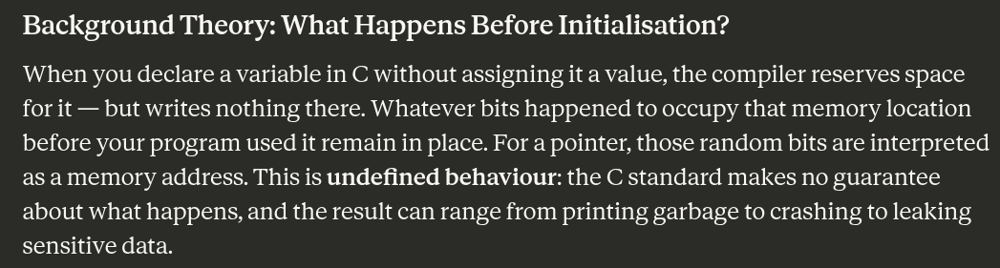 Background Theory: What Happens Before Initialisation?
When you declare a variable in C without assigning it a value, the compiler reserves space
for it — but writes nothing there. Whatever bits happened to occupy that memory location
before your program used it remain in place. For a pointer, those random bits are interpreted
as a memory address. This is undefined behaviour: the C standard makes no guarantee
about what happens, and the result can range from printing garbage to crashing to leaking
sensitive data.